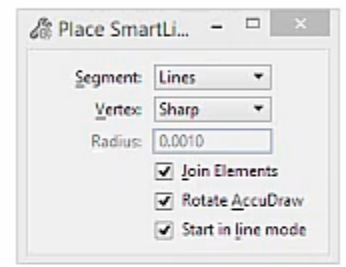 Place SmartLi...
Segment: Lines
Vertex: Sharp
Radius: 0.0010
Join Elements
Rotate AccuDraw
Start in line mode